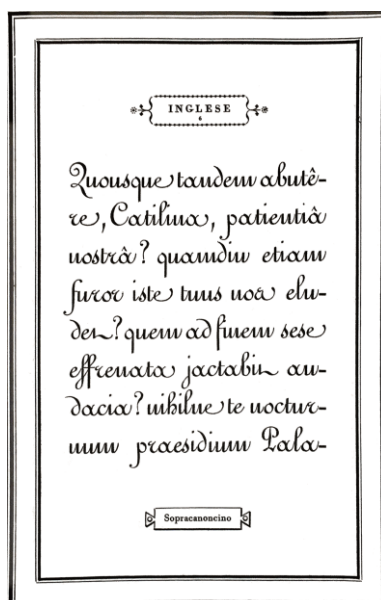 INGLESE
6
Quousque tandem abutê-
re, Catilina, patientiâ
nostrâ? quamdiu etiam
furor iste tuus nos elu-
det? quem ad finem sese
effrenata jactabit au-
dacia? nihilne te noctur-
num praesidium Pala-
Sopracanoncino